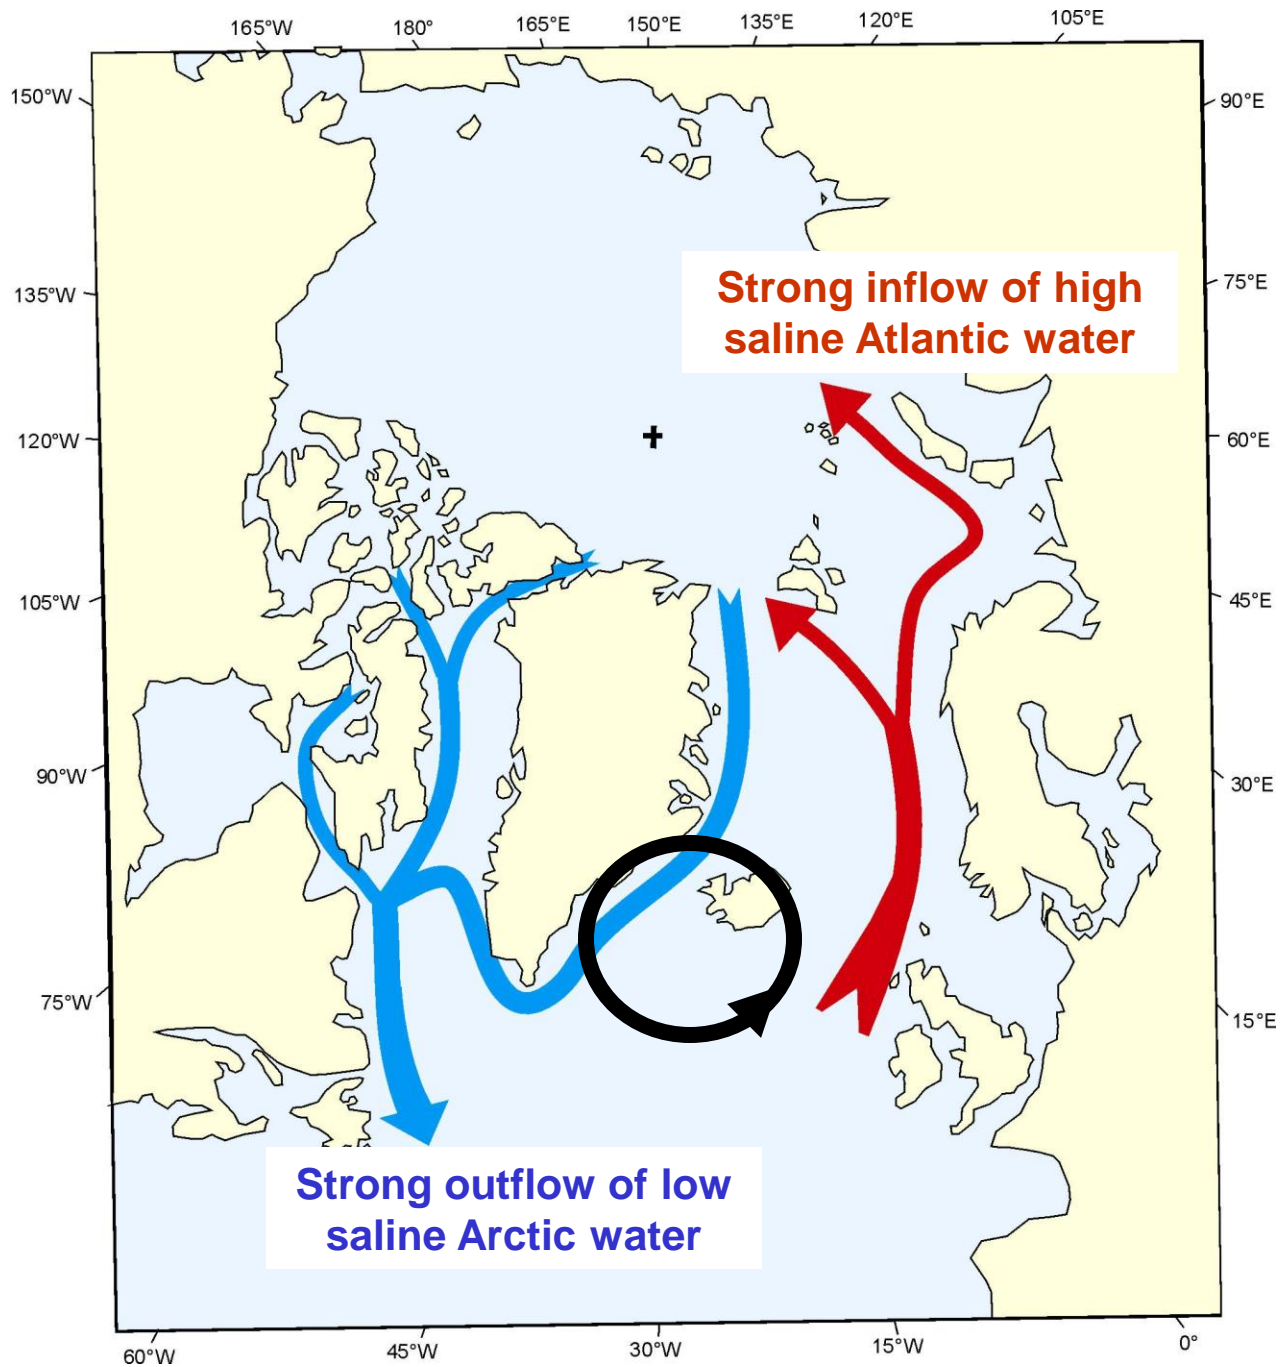 165°W
180°
165°E
150°E
135°E
120°E
105°E
150°W
90°E
Strong inflow of high
saline Atlantic water
135°W
75°E
120°W
60°E
105°W
45°E
90°W
30°E
75°W
15°E
Strong outflow of low
saline Arctic water
60°W
45°W
30°W
15°W
0°